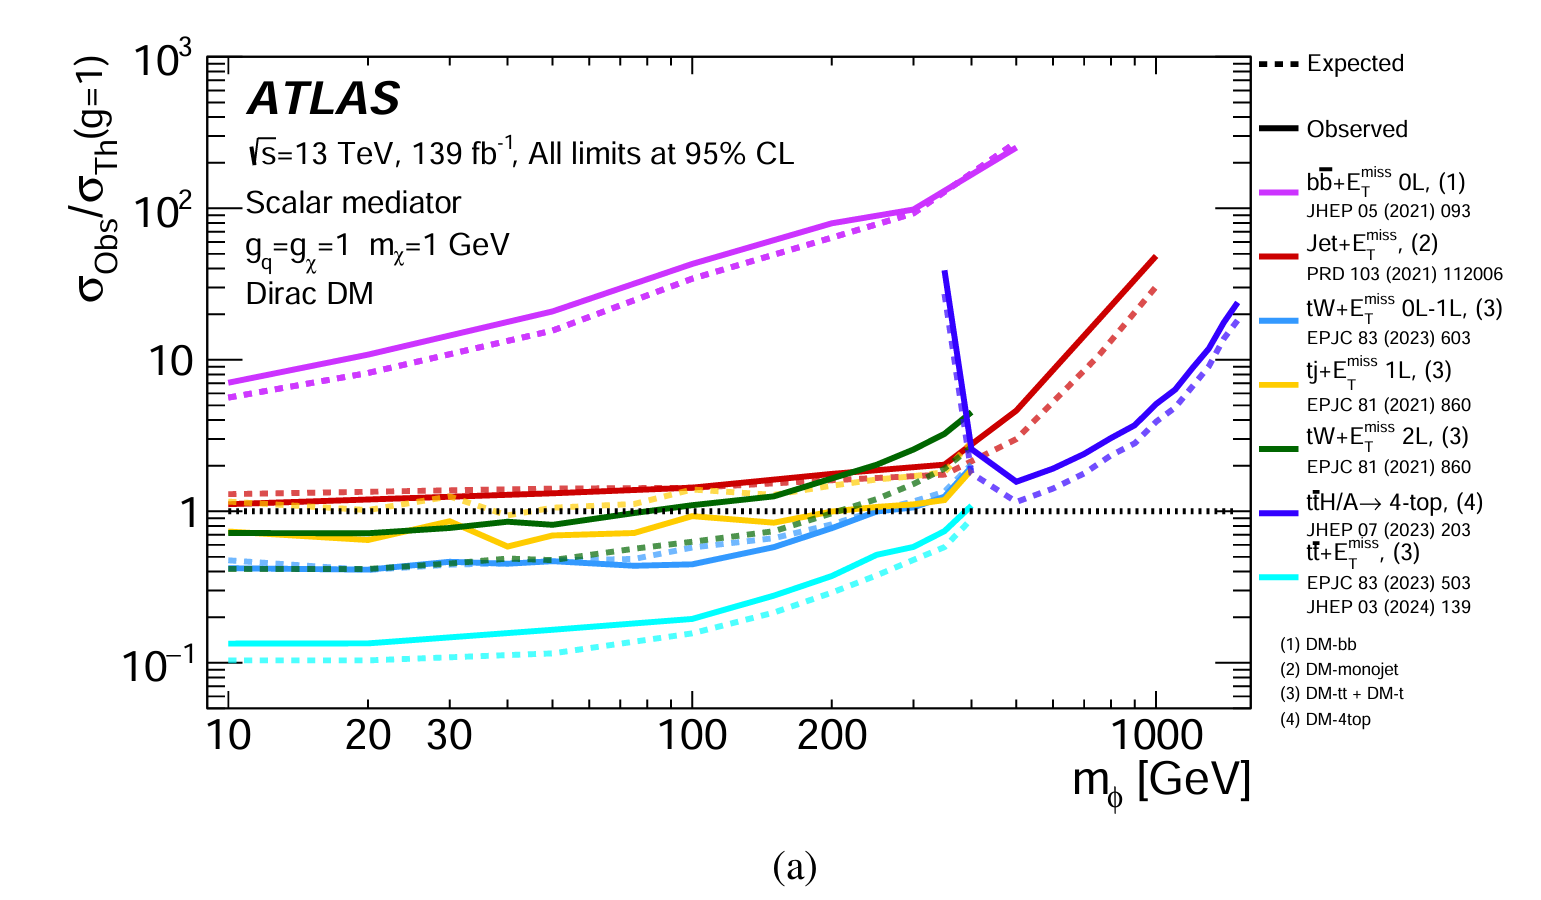 10³
10²
10
1
10⁻¹
σObs/σTh(g=1)
ATLAS
√s=13 TeV, 139 fb⁻¹, All limits at 95% CL
Scalar mediator
gq=gχ=1 mχ=1 GeV
Dirac DM
10 20 30 100 200 1000
mϕ [GeV]
Expected
Observed
bb̄+ETmiss 0L, (1)
JHEP 05 (2021) 093
Jet+ETmiss, (2)
PRD 103 (2021) 112006
tW+ETmiss 0L-1L, (3)
EPJC 83 (2023) 603
tj+ETmiss 1L, (3)
EPJC 81 (2021) 860
tW+ETmiss 2L, (3)
EPJC 81 (2021) 860
tt̄H/A→ 4-top, (4)
JHEP 07 (2023) 203
tt̄+ETmiss, (3)
EPJC 83 (2023) 503
JHEP 03 (2024) 139
(1) DM-bb
(2) DM-monojet
(3) DM-tt + DM-t
(4) DM-4top
(a)